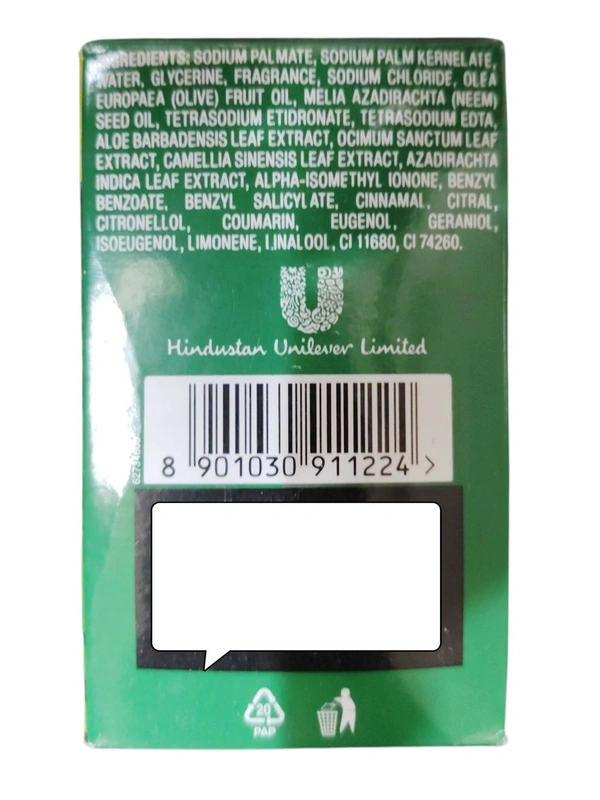 INGREDIENTS: SODIUM PALMATE, SODIUM PALM KERNELATE,
WATER, GLYCERINE, FRAGRANCE, SODIUM CHLORIDE, OLEA
EUROPAEA (OLIVE) FRUIT OIL, MELIA AZADIRACHTA (NEEM)
SEED OIL, TETRASODIUM ETIDRONATE, TETRASODIUM EDTA,
ALOE BARBADENSIS LEAF EXTRACT, OCIMUM SANCTUM LEAF
EXTRACT, CAMELLIA SINENSIS LEAF EXTRACT, AZADIRACHTA
INDICA LEAF EXTRACT, ALPHA-ISOMETHYL IONONE, BENZYL
BENZOATE, BENZYL SALICYLATE, CINNAMAL, CITRAL,
CITRONELLOL, COUMARIN, EUGENOL, GERANIOL,
ISOEUGENOL, LIMONENE, LINALOOL, CI 11680, CI 74260.
Hindustan Unilever Limited
8 901030 911224 >
20
PAP